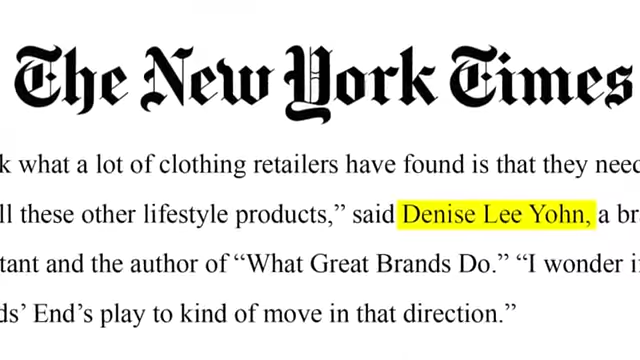 The New York Times
k what a lot of clothing retailers have found is that they need
ll these other lifestyle products,” said Denise Lee Yohn, a br
tant and the author of “What Great Brands Do.” “I wonder i
ds’ End’s play to kind of move in that direction.”